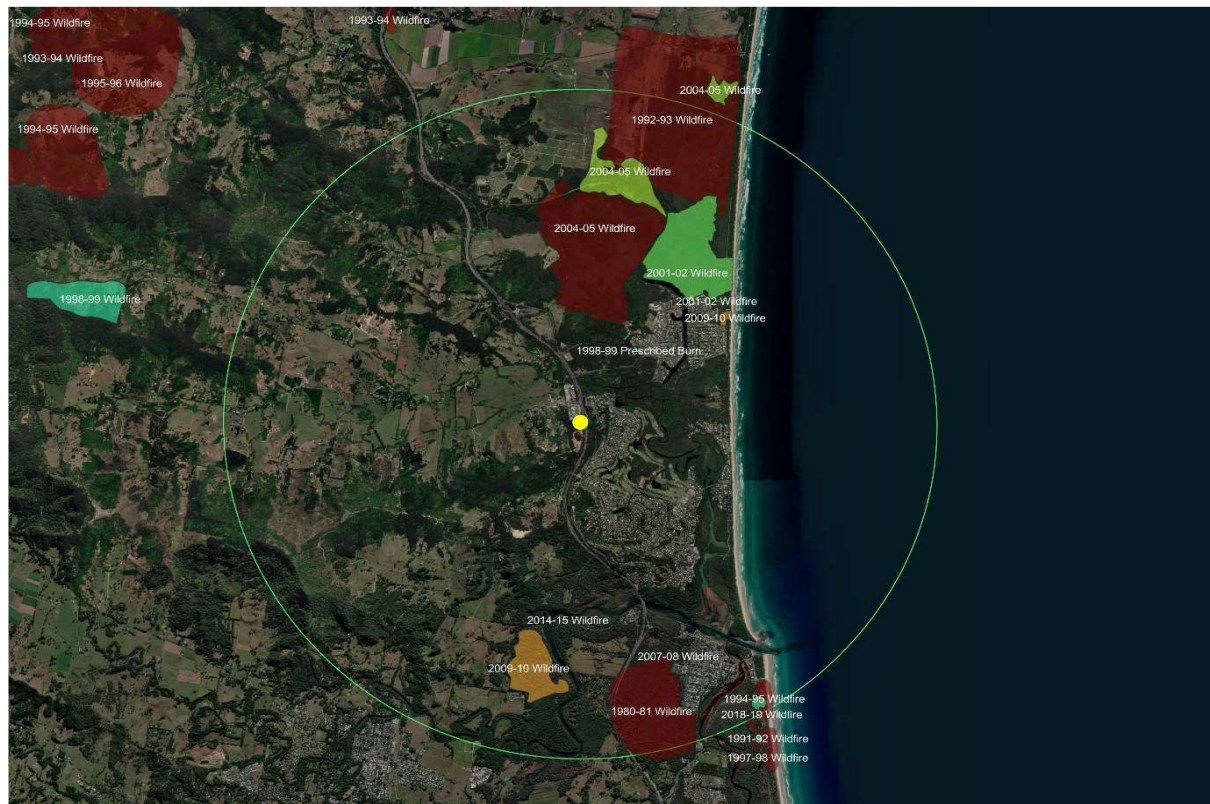 1994-95 Wildfire
1993-94 Wildfire
1993-94 Wildfire
1995-96 Wildfire
2004-05 Wildfire
1992-93 Wildfire
1994-95 Wildfire
2004-05 Wildfire
2004-05 Wildfire
2001-02 Wildfire
1998-99 Wildfire
2001-02 Wildfire
2009-10 Wildfire
1998-99 Prescribed Burn
2014-15 Wildfire
2007-08 Wildfire
2009-10 Wildfire
1994-95 Wildfire
1980-81 Wildfire
2018-19 Wildfire
1991-92 Wildfire
1997-98 Wildfire